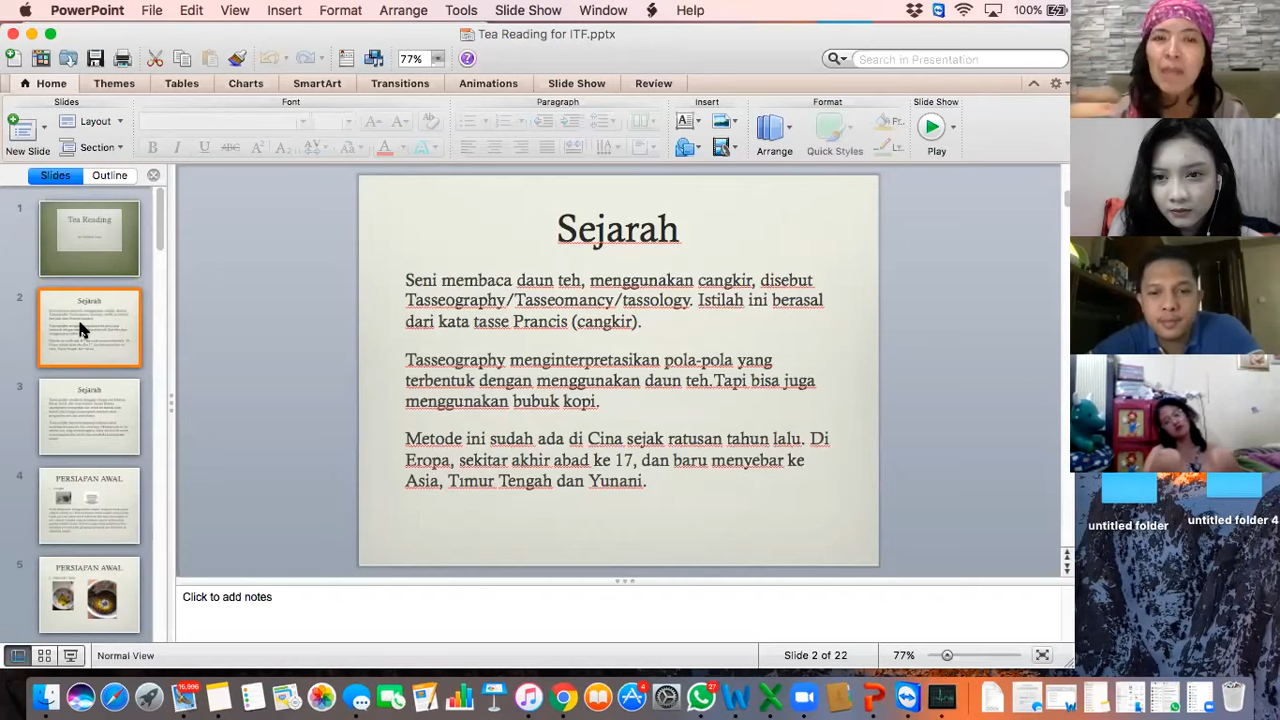 PowerPoint File Edit View Insert Format Arrange Tools Slide Show Window Help 100%
Tea Reading for ITF.pptx
77% Search in Presentation
Home Themes Tables Charts SmartArt Transitions Animations Slide Show Review
Slides Font Paragraph Insert Format Slide Show
Layout
Section
New Slide Arrange Quick Styles Play
Slides Outline
1
Tea Reading
2
Sejarah
3
Sejarah
4
PERSIAPAN AWAL
5
PERSIAPAN AWAL
Sejarah
Seni membaca daun teh, menggunakan cangkir, disebut
Tasseography/Tasseomancy/tassology. Istilah ini berasal
dari kata tasse Prancis (cangkir).
Tasseography menginterpretasikan pola-pola yang
terbentuk dengan menggunakan daun teh.Tapi bisa juga
menggunakan bubuk kopi.
Metode ini sudah ada di Cina sejak ratusan tahun lalu. Di
Eropa, sekitar akhir abad ke 17, dan baru menyebar ke
Asia, Timur Tengah dan Yunani.
Click to add notes
Normal View Slide 2 of 22 77%
untitled folder untitled folder 4